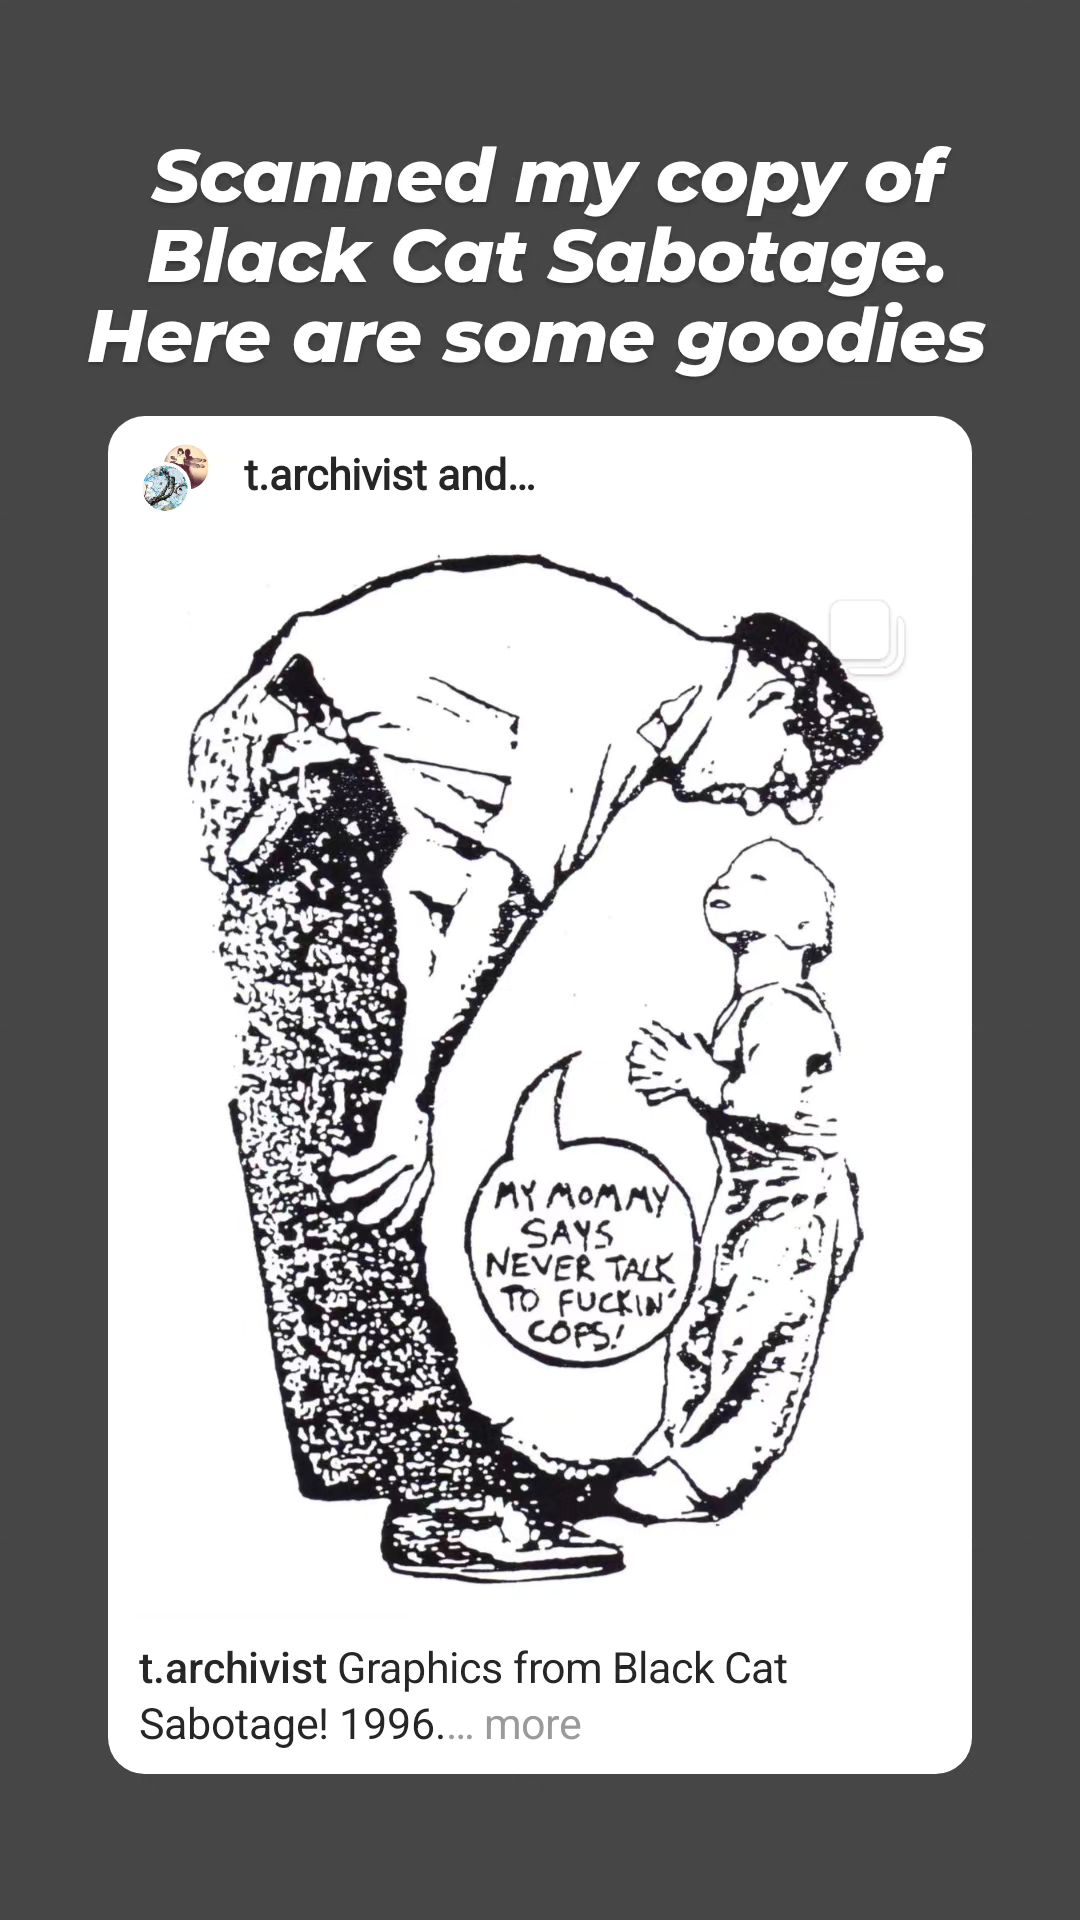 Scanned my copy of
Black Cat Sabotage.
Here are some goodies
t.archivist and...
MY MOMMY
SAYS
NEVER TALK
TO FUCKIN'
COPS!
t.archivist Graphics from Black Cat
Sabotage! 1996.... more